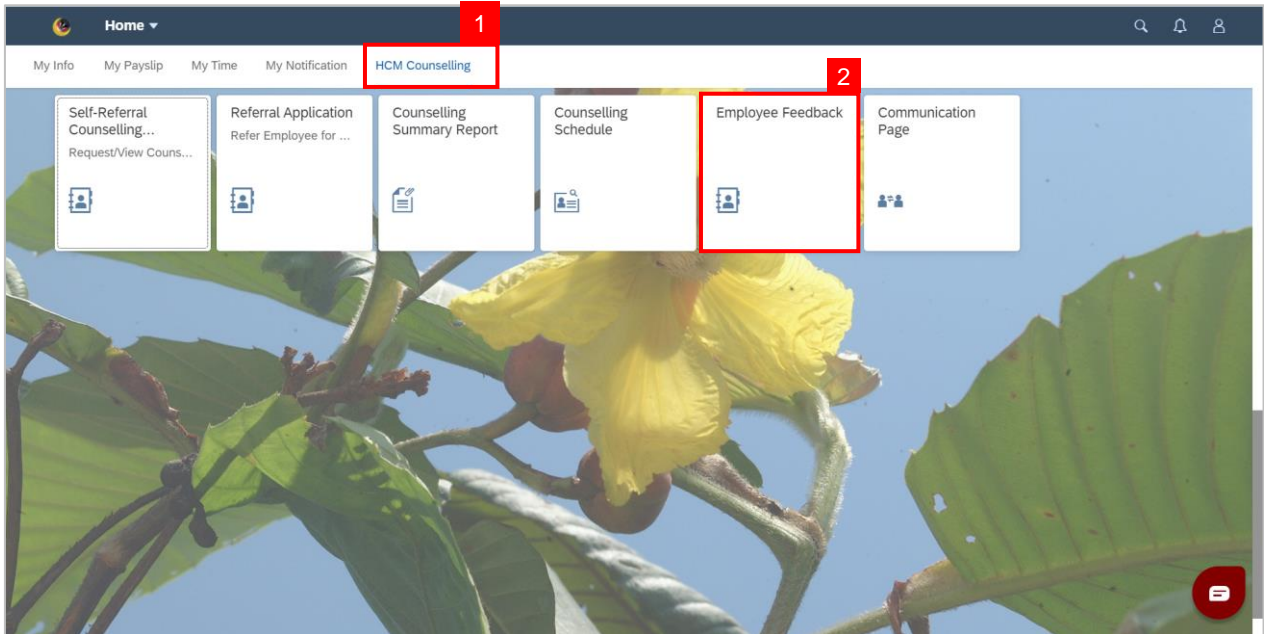 1
Home
My Info My Payslip My Time My Notification HCM Counselling
2
Self-Referral
Counselling...
Request/View Couns...
Referral Application
Refer Employee for ...
Counselling
Summary Report
Counselling
Schedule
Employee Feedback
Communication
Page